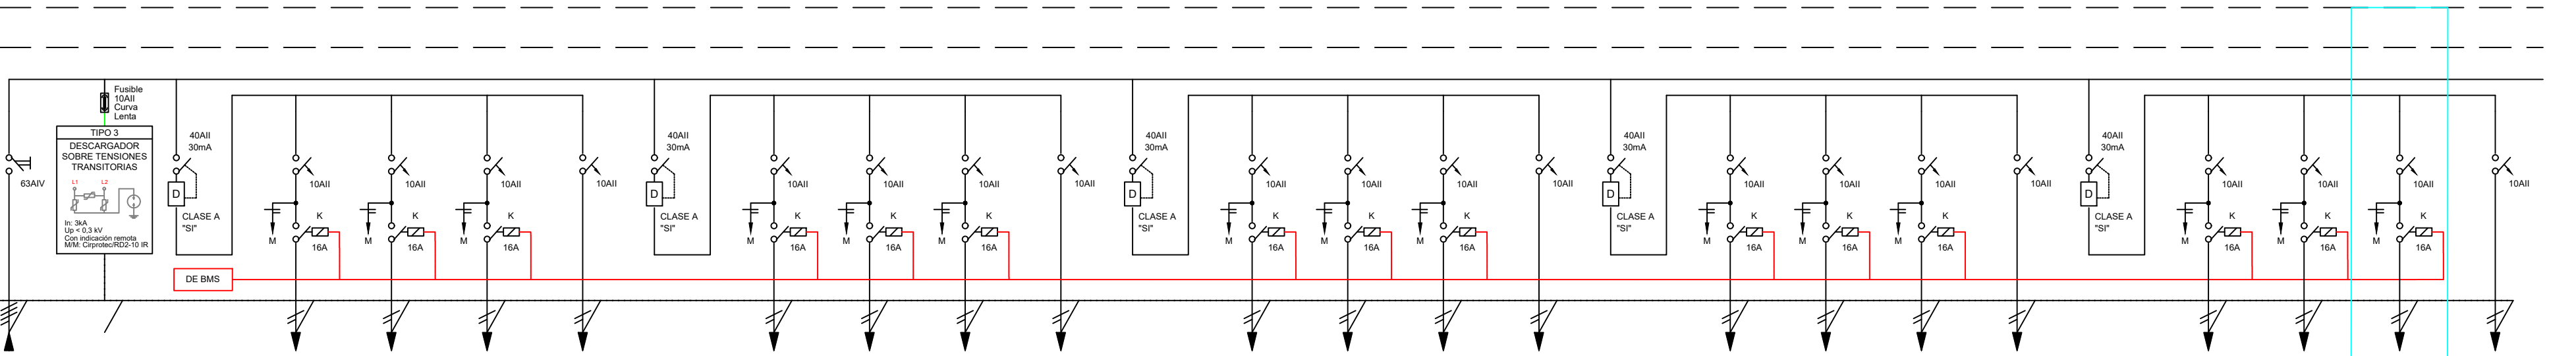 63AIV
Fusible
10AII
Curva
Lenta
TIPO 3
DESCARGADOR
SOBRE TENSIONES
TRANSITORIAS
L1 L2
In: 3kA
Up < 0,3 kV
Con indicación remota
M/M: Cirprotec/RD2-10 IR
40AII
30mA
D
CLASE A
"SI"
10AII
M
K
16A
10AII
M
K
16A
10AII
M
K
16A
10AII
40AII
30mA
D
CLASE A
"SI"
10AII
M
K
16A
10AII
M
K
16A
10AII
M
K
16A
10AII
40AII
30mA
D
CLASE A
"SI"
10AII
M
K
16A
10AII
M
K
16A
10AII
M
K
16A
10AII
40AII
30mA
D
CLASE A
"SI"
10AII
M
K
16A
10AII
M
K
16A
10AII
M
K
16A
10AII
40AII
30mA
D
CLASE A
"SI"
10AII
M
K
16A
10AII
M
K
16A
10AII
M
K
16A
10AII
DE BMS